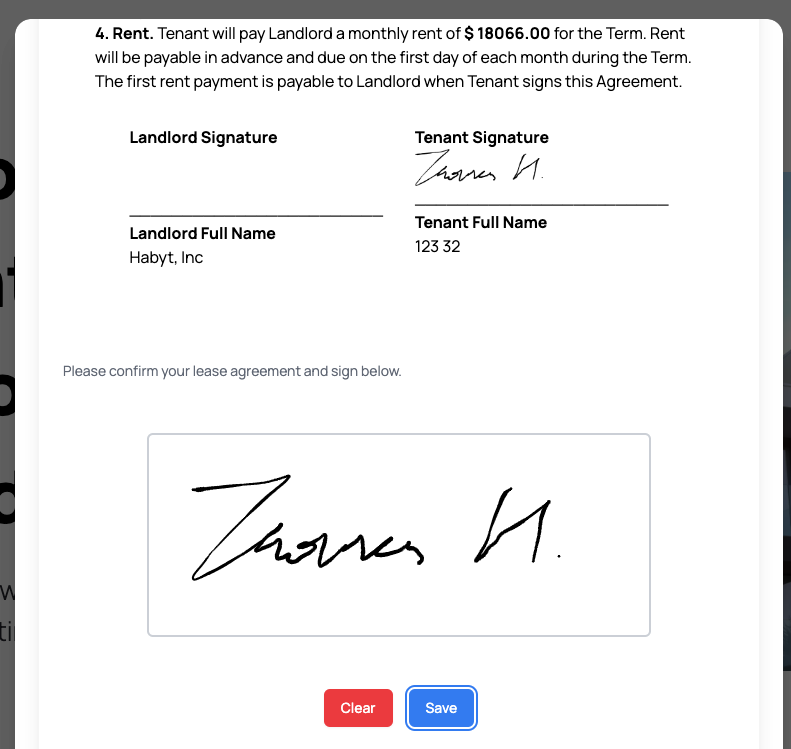 4. Rent. Tenant will pay Landlord a monthly rent of $ 18066.00 for the Term. Rent
will be payable in advance and due on the first day of each month during the Term.
The first rent payment is payable to Landlord when Tenant signs this Agreement.
Landlord Signature
Tenant Signature
Thomas H.
Landlord Full Name
Habyt, Inc
Tenant Full Name
123 32
Please confirm your lease agreement and sign below.
Thomas H.
Clear
Save